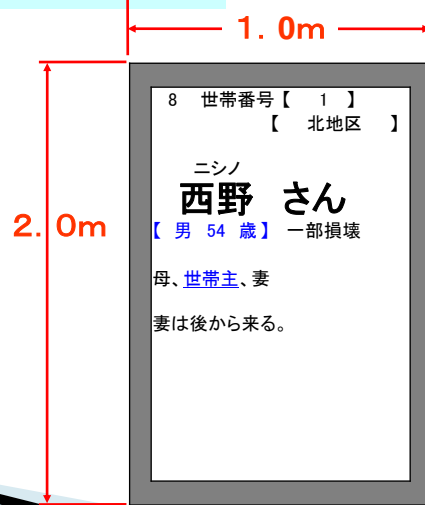 1．0m
8　世帯番号【　1　】
【　北地区　】
ニシノ
西野　さん
2．0m
【 男 54 歳】 一部損壊
母、世帯主、妻
妻は後から来る。